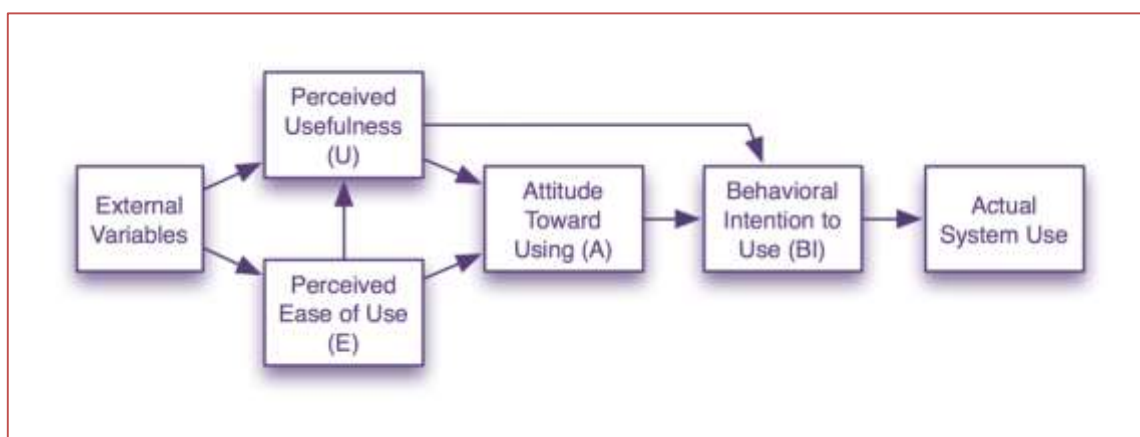 Perceived
Usefulness
(U)
External
Variables
Perceived
Ease of Use
(E)
Attitude
Toward
Using (A)
Behavioral
Intention to
Use (BI)
Actual
System Use